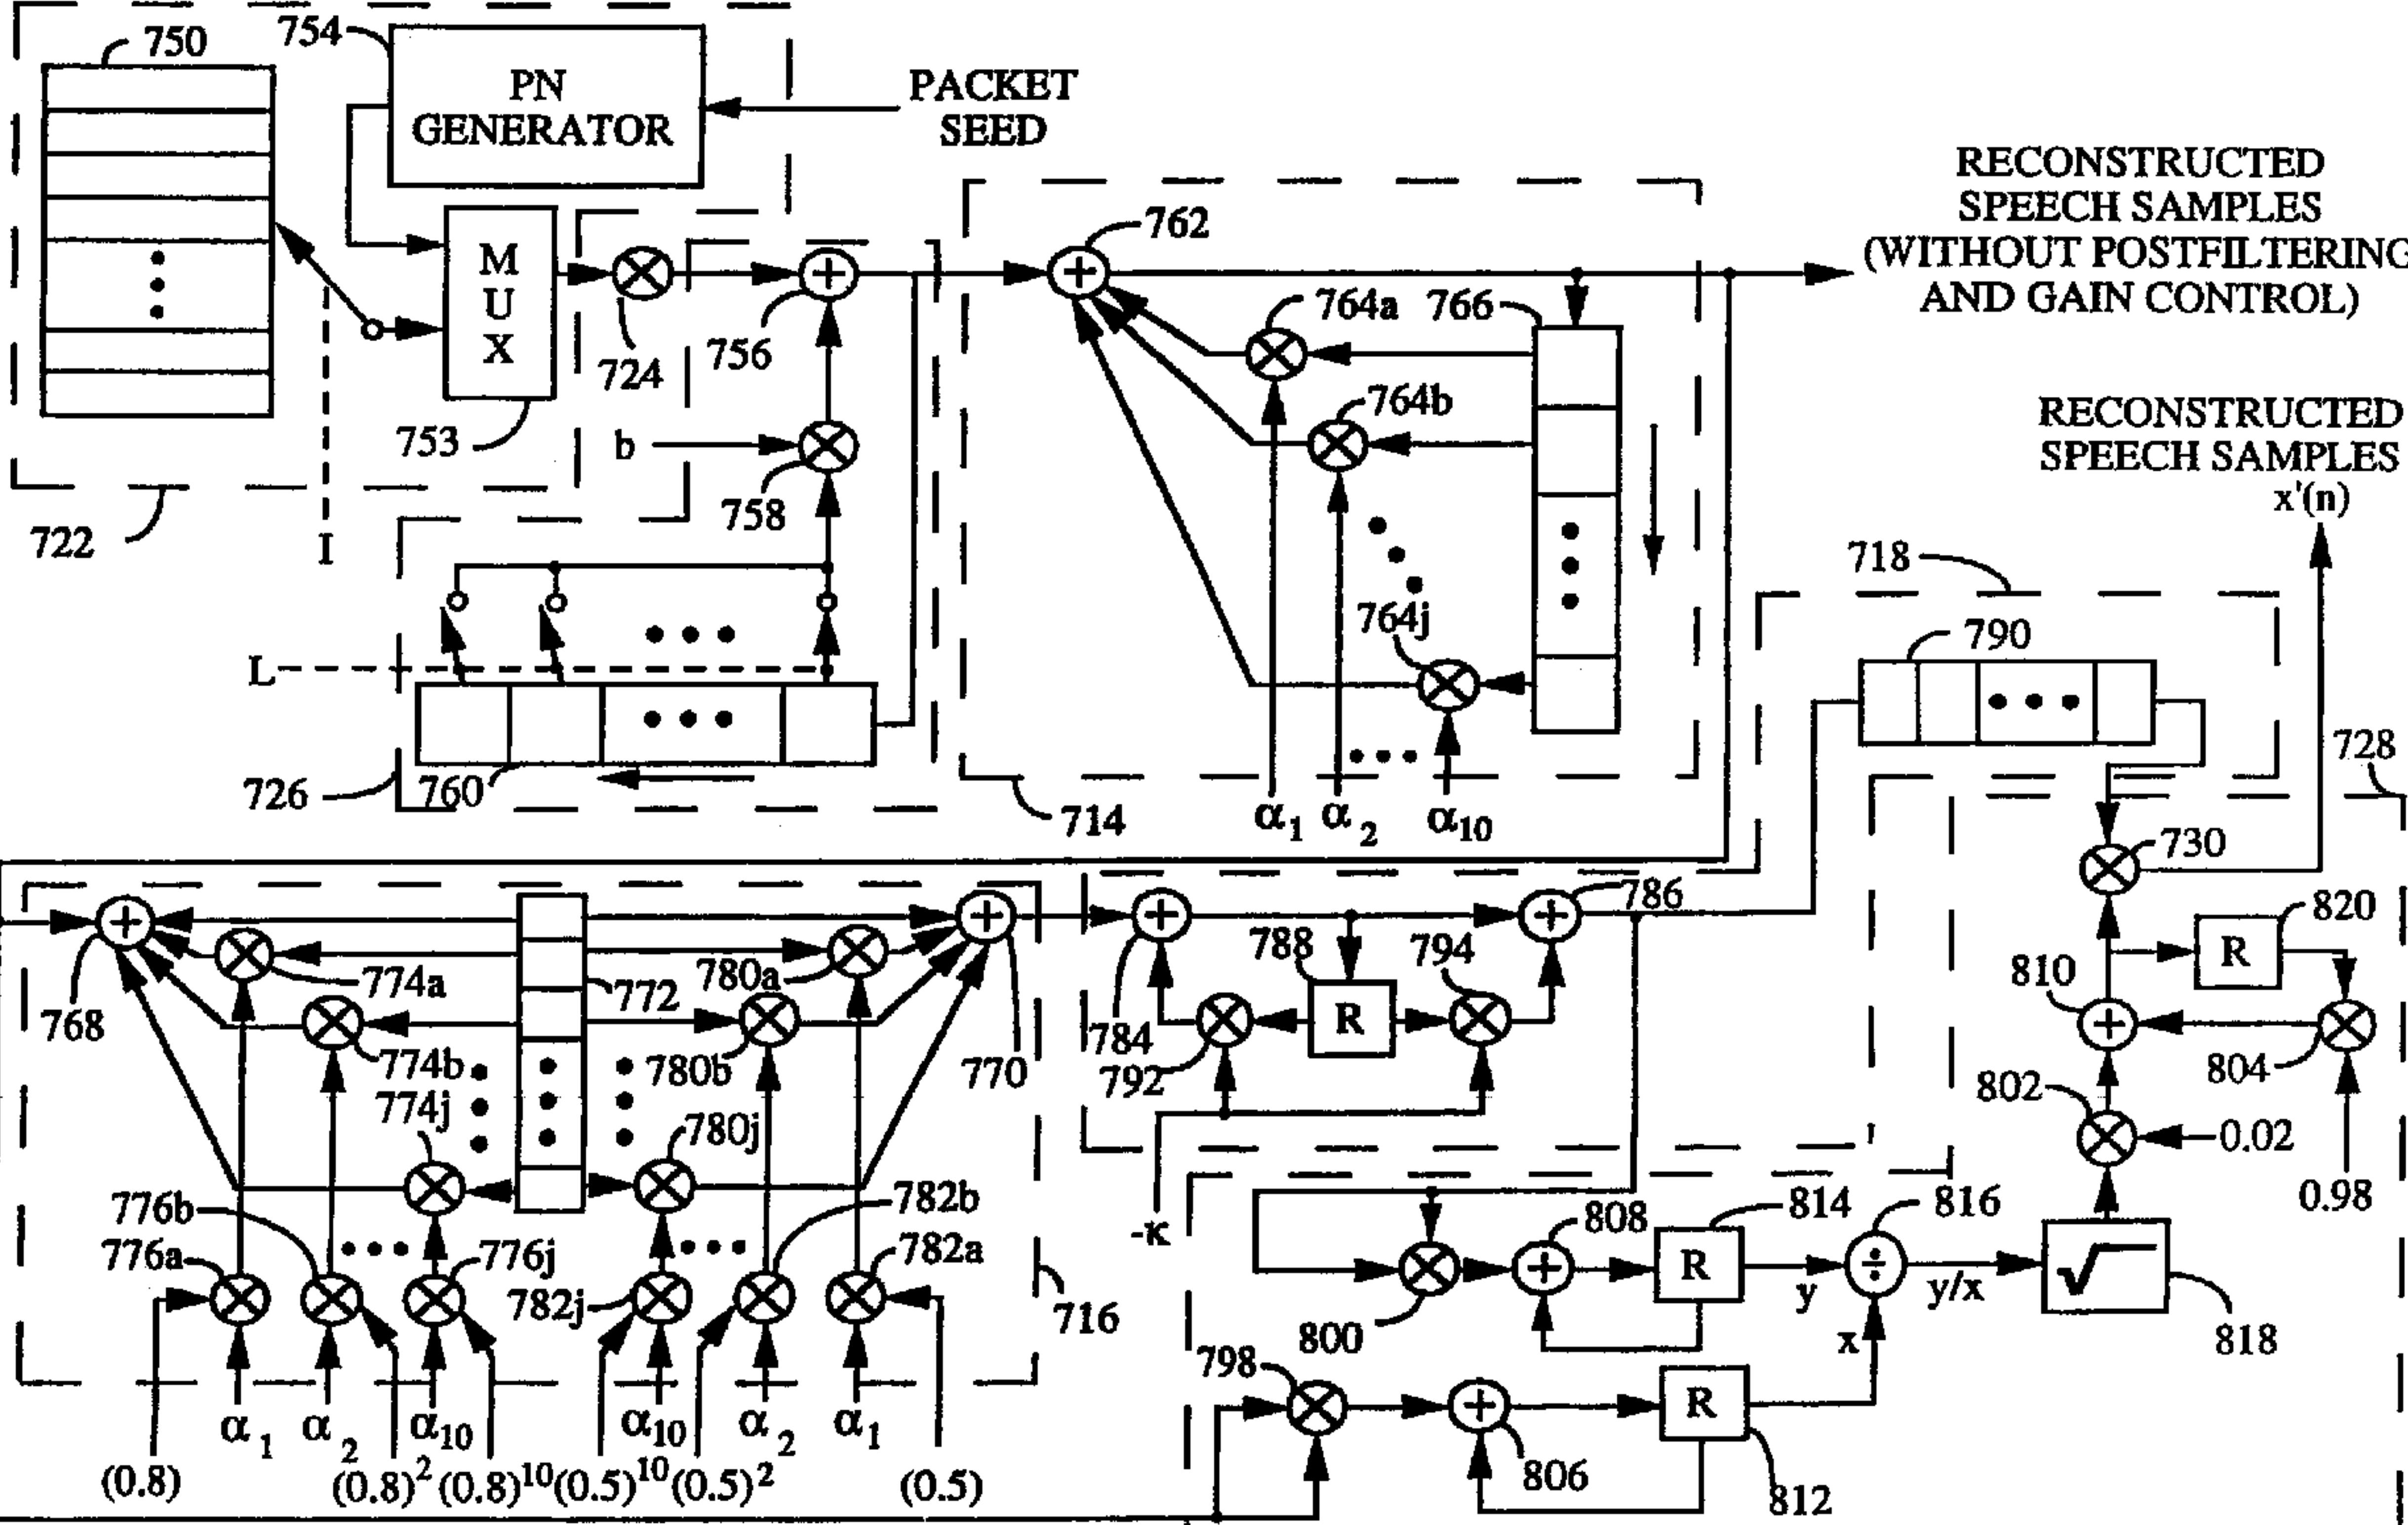 750
754
PN
GENERATOR
PACKET
SEED
RECONSTRUCTED
SPEECH SAMPLES
(WITHOUT POSTFILTERING
AND GAIN CONTROL)
762
M
U
X
724
756
764a
766
764b
753
b
758
722
I
RECONSTRUCTED
SPEECH SAMPLES
x'(n)
718
764j
790
L
728
726
760
714
α1
α2
α10
730
786
820
774a
772
780a
788
794
R
768
784
R
810
774b
780b
770
792
804
774j
802
780j
0.02
776b
782b
-κ
808
814
816
0.98
776a
776j
782j
782a
716
R
y
y/x
√
800
x
818
798
α1
α2
α10
α10
α2
α1
R
(0.8)
(0.8)²
(0.8)¹⁰
(0.5)¹⁰
(0.5)²
(0.5)
806
812